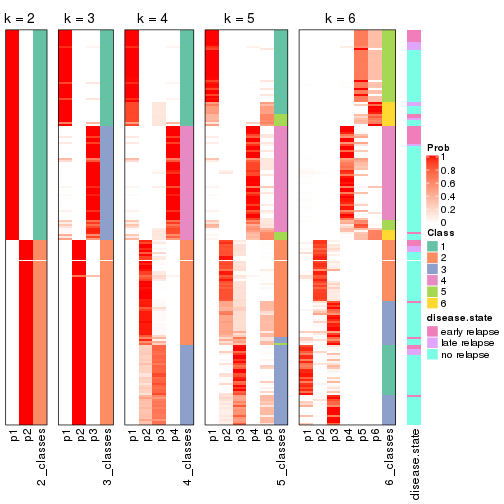 k = 2
k = 3
k = 4
k = 5
k = 6
Prob
1
0.8
0.6
0.4
0.2
0
Class
1
2
3
4
5
6
disease.state
early relapse
late relapse
no relapse
p1
p2
2_classes
p1
p2
p3
3_classes
p1
p2
p3
p4
4_classes
p1
p2
p3
p4
p5
5_classes
p1
p2
p3
p4
p5
p6
6_classes
disease.state